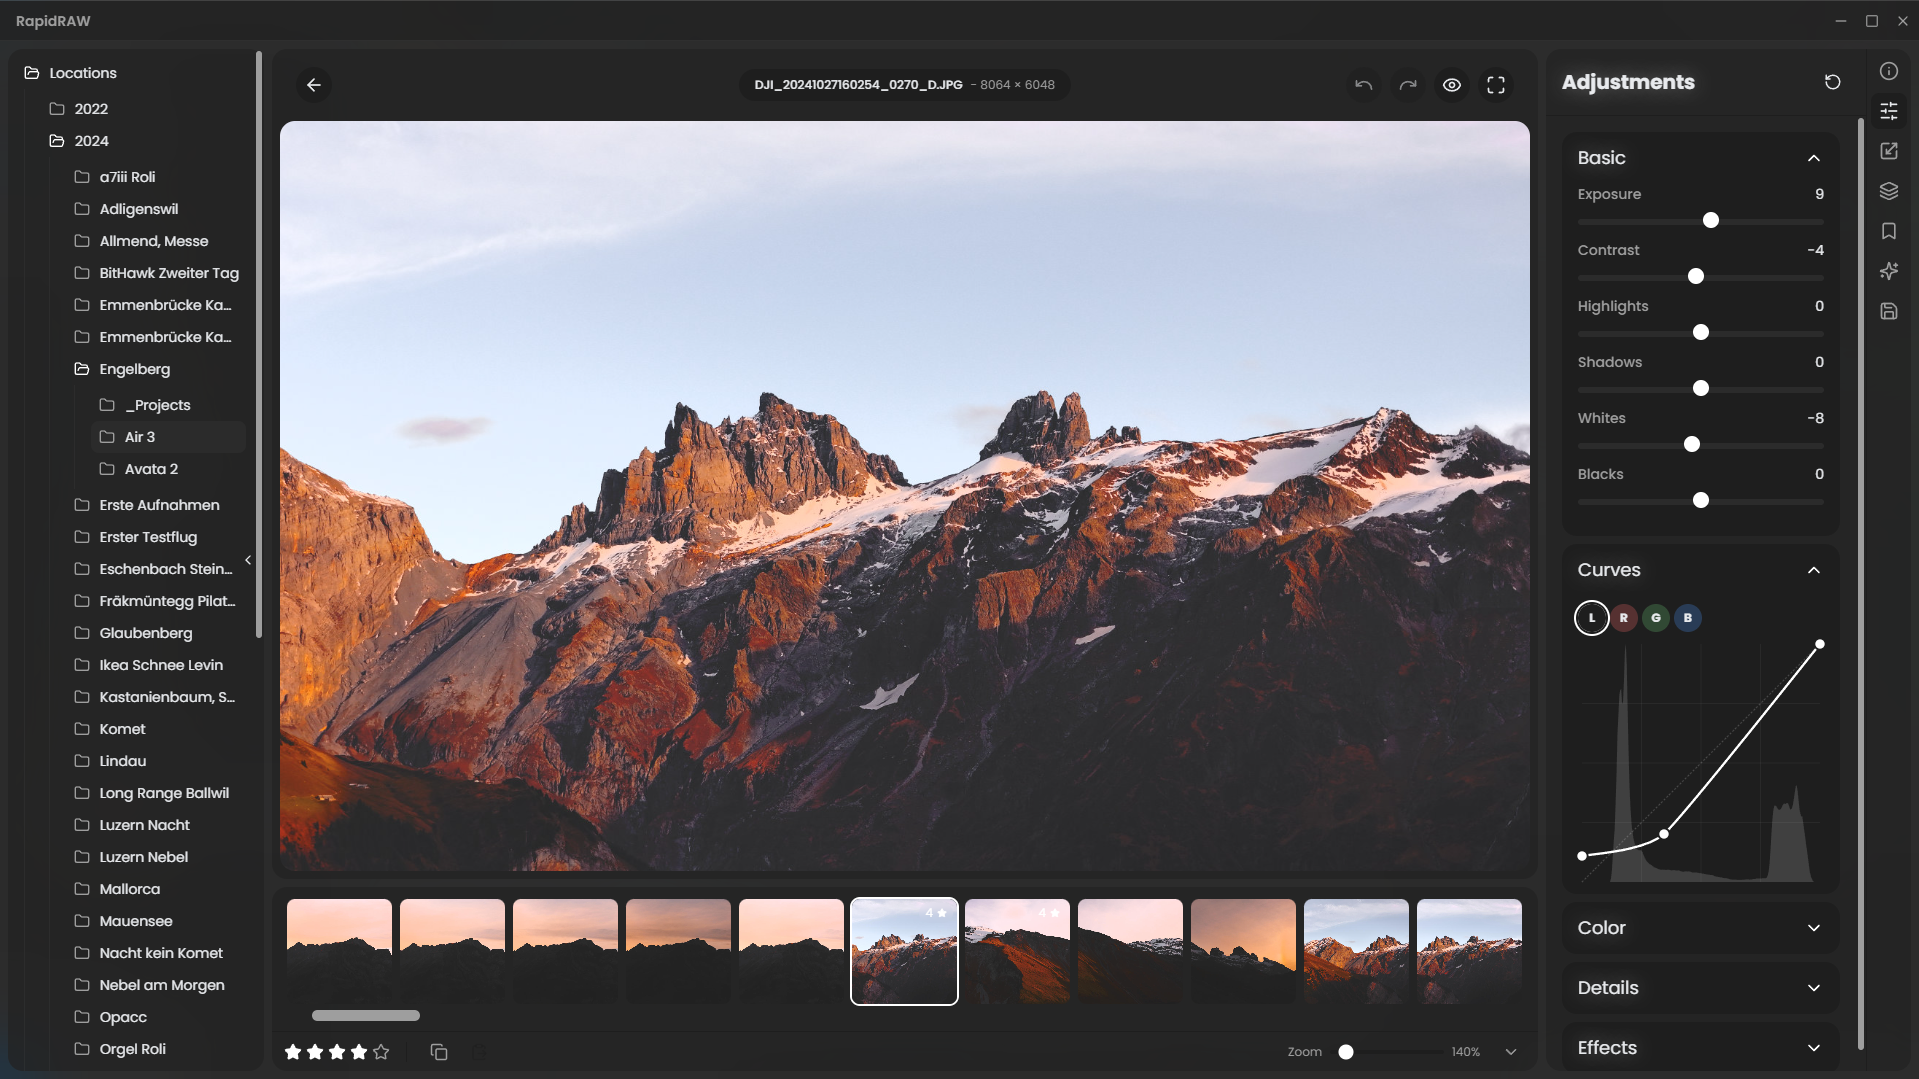 RapidRAW
Locations
2022
2024
a7iii Roli
Adligenswil
Allmend, Messe
BitHawk Zweiter Tag
Emmenbrücke Ka...
Emmenbrücke Ka...
Engelberg
_Projects
Air 3
Avata 2
Erste Aufnahmen
Erster Testflug
Eschenbach Stein...
Fräkmüntegg Pilat...
Glaubenberg
Ikea Schnee Levin
Kastanienbaum, S...
Komet
Lindau
Long Range Ballwil
Luzern Nacht
Luzern Nebel
Mallorca
Mauensee
Nacht kein Komet
Nebel am Morgen
Opacc
Orgel Roli
DJI_20241027160254_0270_D.JPG - 8064 × 6048
4
4
Zoom 140%
Adjustments
Basic
Exposure 9
Contrast -4
Highlights 0
Shadows 0
Whites -8
Blacks 0
Curves
L R G B
Color
Details
Effects